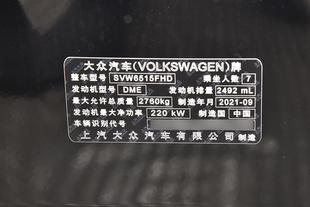 大众汽车(VOLKSWAGEN)牌
整车型号 SVW6515FHD 乘坐人数 7
发动机型号 DME 发动机排量 2492 mL
最大允许总质量 2760kg 制造年月 2021-09
发动机最大净功率 220 kW 制造国 中国
车辆识别代号
上汽大众汽车有限公司 制造